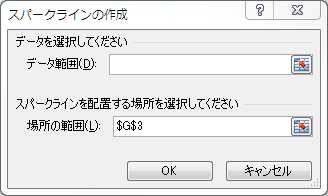 スパークラインの作成
データを選択してください
データ範囲(D):
スパークラインを配置する場所を選択してください
場所の範囲(L): $G$3
OK キャンセル